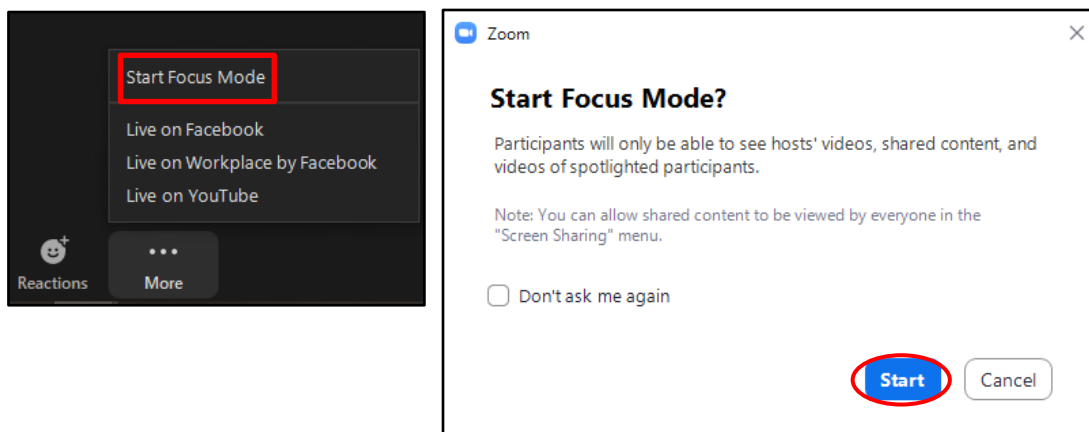 Start Focus Mode
Live on Facebook
Live on Workplace by Facebook
Live on YouTube
Reactions
More
Zoom
Start Focus Mode?
Participants will only be able to see hosts' videos, shared content, and
videos of spotlighted participants.
Note: You can allow shared content to be viewed by everyone in the
"Screen Sharing" menu.
Don't ask me again
Start
Cancel